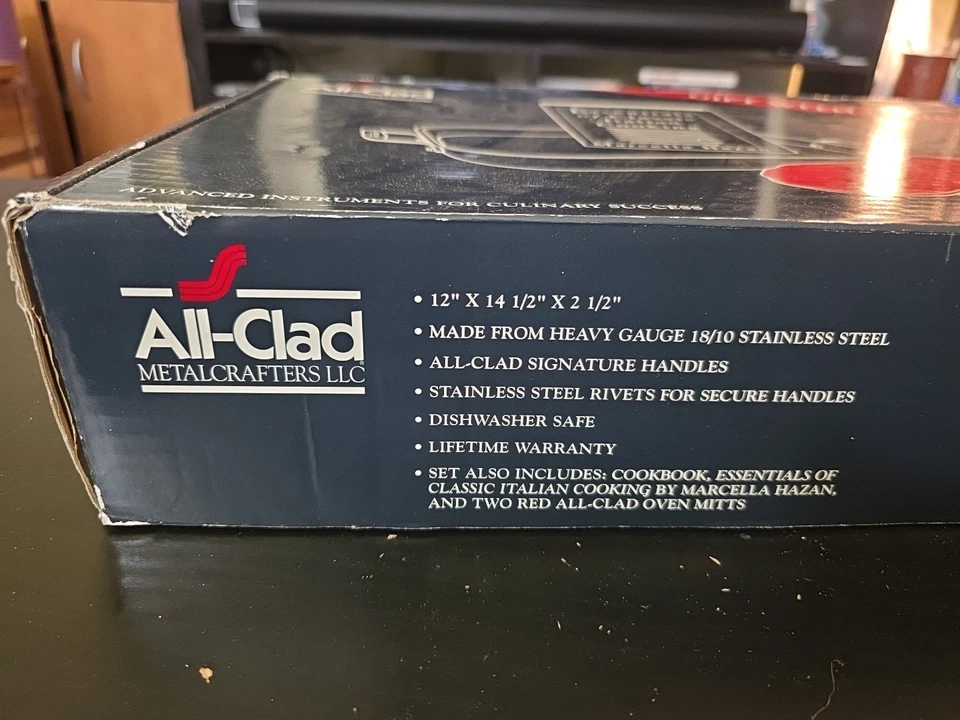 All-Clad
ADVANCED INSTRUMENTS FOR CULINARY SUCCESS
All-Clad
METALCRAFTERS LLC
• 12" X 14 1/2" X 2 1/2"
• MADE FROM HEAVY GAUGE 18/10 STAINLESS STEEL
• ALL-CLAD SIGNATURE HANDLES
• STAINLESS STEEL RIVETS FOR SECURE HANDLES
• DISHWASHER SAFE
• LIFETIME WARRANTY
• SET ALSO INCLUDES: COOKBOOK, ESSENTIALS OF
CLASSIC ITALIAN COOKING BY MARCELLA HAZAN,
AND TWO RED ALL-CLAD OVEN MITTS